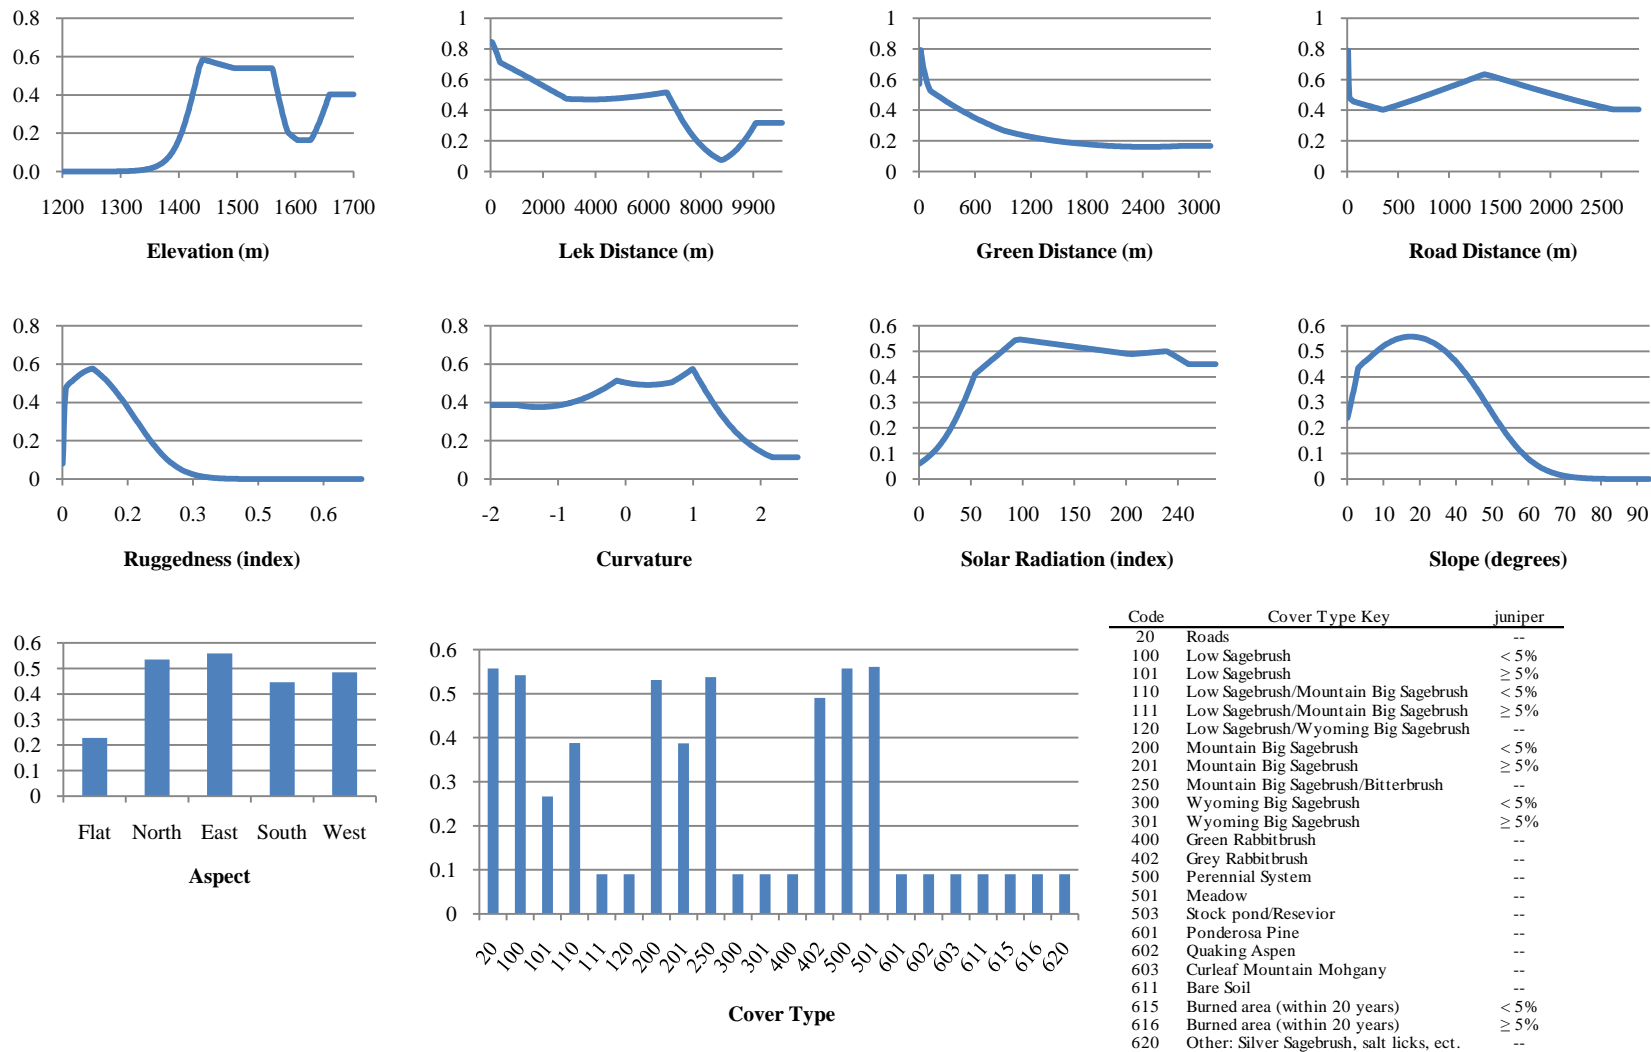 0.8
0.6
0.4
0.2
0.0
1200 1300 1400 1500 1600 1700
Elevation (m)
1
0.8
0.6
0.4
0.2
0
0 2000 4000 6000 8000 9900
Lek Distance (m)
1
0.8
0.6
0.4
0.2
0
0 600 1200 1800 2400 3000
Green Distance (m)
1
0.8
0.6
0.4
0.2
0
0 500 1000 1500 2000 2500
Road Distance (m)
0.8
0.6
0.4
0.2
0
0 0.2 0.3 0.5 0.6
Ruggedness (index)
0.8
0.6
0.4
0.2
0
-2 -1 0 1 2
Curvature
0.6
0.5
0.4
0.3
0.2
0.1
0
0 50 100 150 200 240
Solar Radiation (index)
0.6
0.5
0.4
0.3
0.2
0.1
0
0 10 20 30 40 50 60 70 80 90
Slope (degrees)
0.6
0.5
0.4
0.3
0.2
0.1
0
Flat North East South West
Aspect
0.6
0.5
0.4
0.3
0.2
0.1
0
20 100 101 110 111 120 200 201 250 300 301 400 402 500 501 601 602 603 611 615 616 620
Cover Type
Code Cover Type Key juniper
20 Roads --
100 Low Sagebrush < 5%
101 Low Sagebrush ≥ 5%
110 Low Sagebrush/Mountain Big Sagebrush < 5%
111 Low Sagebrush/Mountain Big Sagebrush ≥ 5%
120 Low Sagebrush/Wyoming Big Sagebrush --
200 Mountain Big Sagebrush < 5%
201 Mountain Big Sagebrush ≥ 5%
250 Mountain Big Sagebrush/Bitterbrush --
300 Wyoming Big Sagebrush < 5%
301 Wyoming Big Sagebrush ≥ 5%
400 Green Rabbitbrush --
402 Grey Rabbitbrush --
500 Perennial System --
501 Meadow --
503 Stock pond/Resevior --
601 Ponderosa Pine --
602 Quaking Aspen --
603 Curleaf Mountain Mohgany --
611 Bare Soil --
615 Burned area (within 20 years) < 5%
616 Burned area (within 20 years) ≥ 5%
620 Other: Silver Sagebrush, salt licks, ect. --